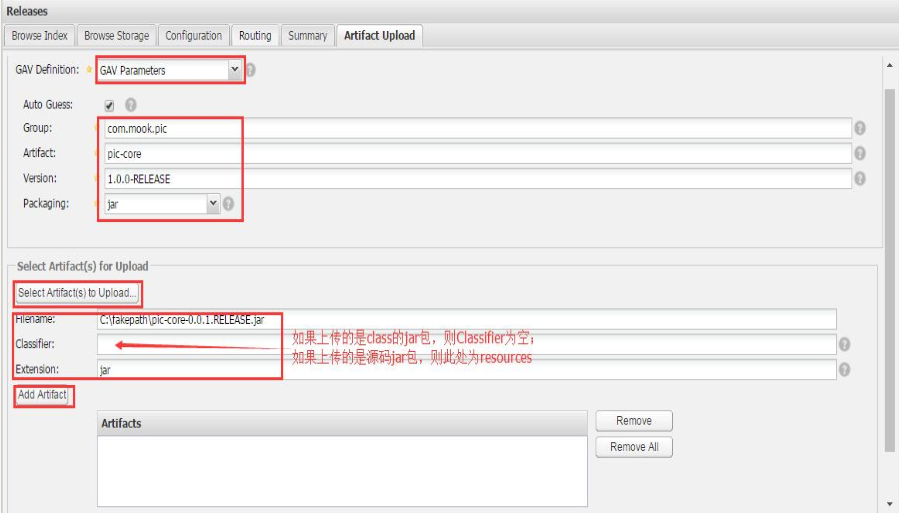 Releases
Browse Index Browse Storage Configuration Routing Summary Artifact Upload
GAV Definition: GAV Parameters
Auto Guess:
Group: com.mook.pic
Artifact: pic-core
Version: 1.0.0-RELEASE
Packaging: jar
Select Artifact(s) for Upload
Select Artifact(s) to Upload...
Filename: C:\fakepath\pic-core-0.0.1.RELEASE.jar
Classifier: 如果上传的是class的jar包，则Classifier为空；
如果上传的是源码jar包，则此处为resources
Extension: jar
Add Artifact
Artifacts
Remove
Remove All